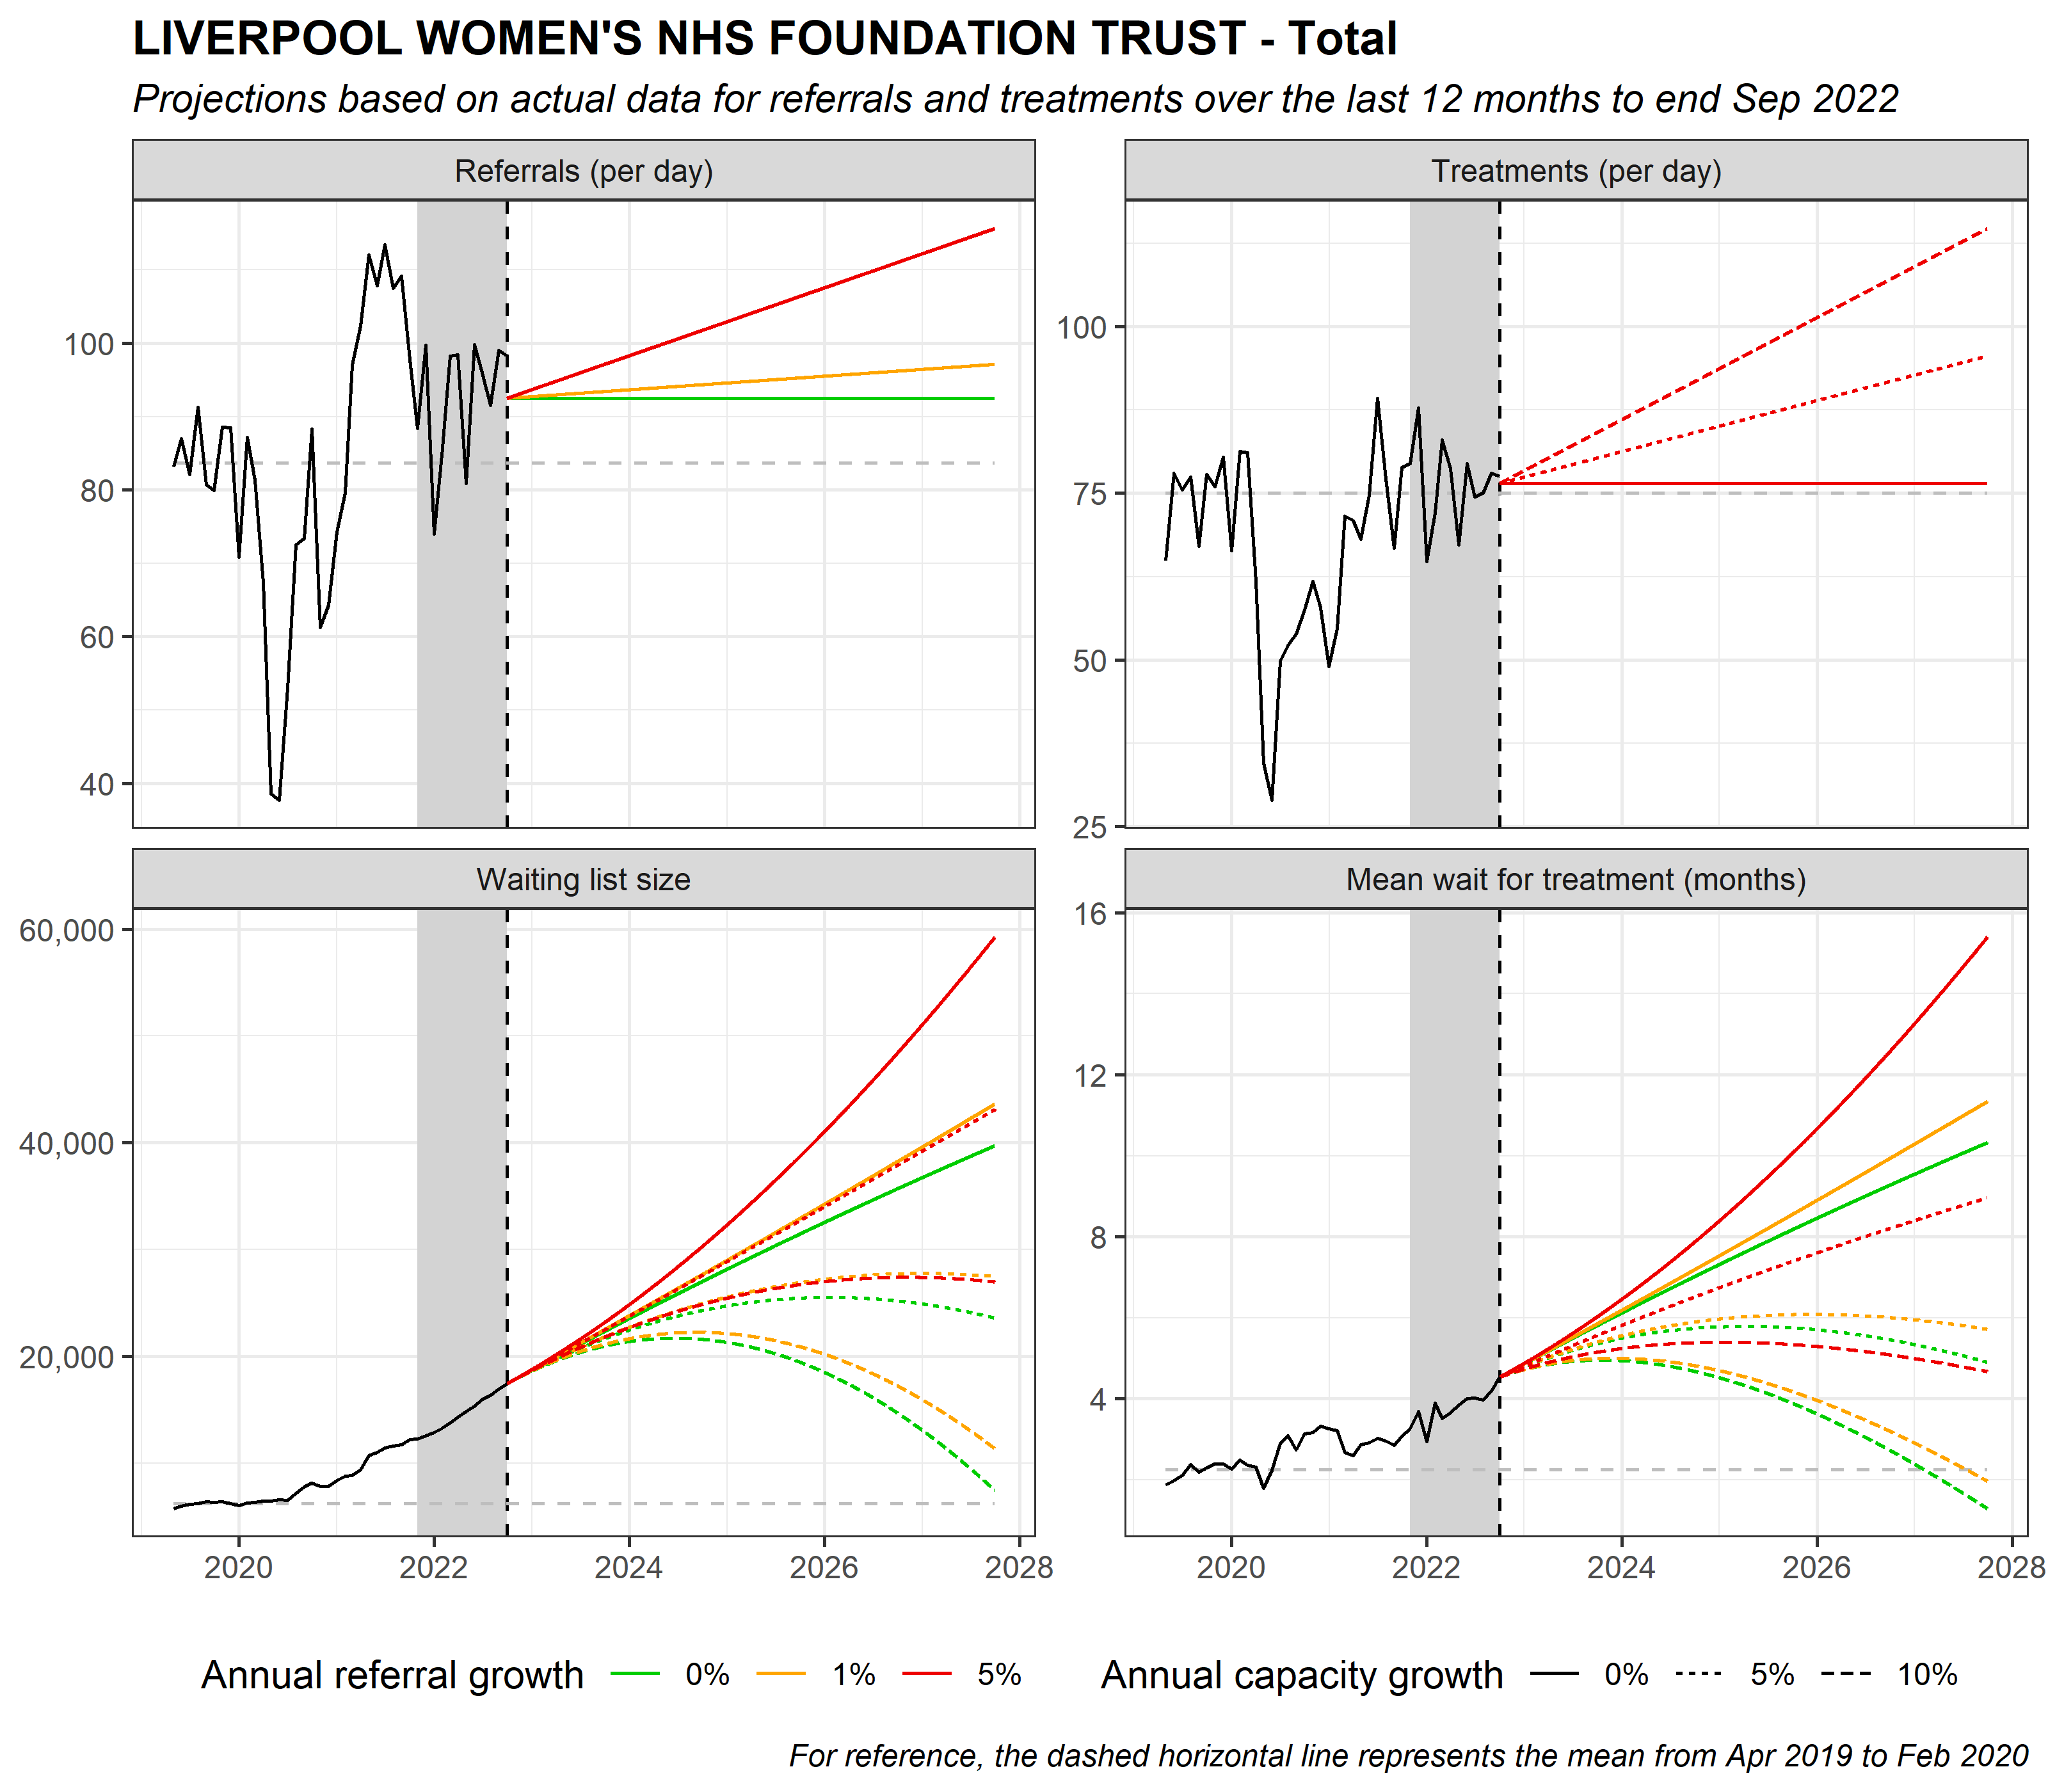 LIVERPOOL WOMEN'S NHS FOUNDATION TRUST - Total
Projections based on actual data for referrals and treatments over the last 12 months to end Sep 2022
Referrals (per day)
100
80
60
40
Treatments (per day)
100
75
50
25
Waiting list size
60,000
40,000
20,000
2020 2022 2024 2026 2028
Mean wait for treatment (months)
16
12
8
4
2020 2022 2024 2026 2028
Annual referral growth 0% 1% 5%
Annual capacity growth 0% 5% 10%
For reference, the dashed horizontal line represents the mean from Apr 2019 to Feb 2020